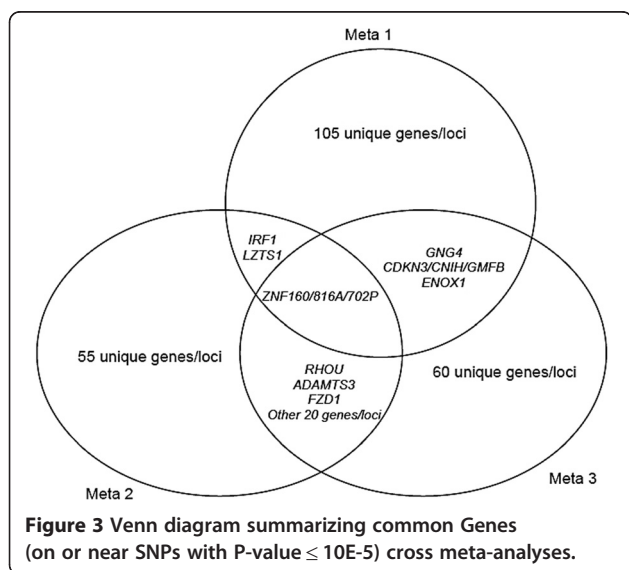 Meta 1
105 unique genes/loci
IRF1
LZTS1
GNG4
CDKN3/CNIH/GMFB
ENOX1
ZNF160/816A/702P
55 unique genes/loci
RHOU
ADAMTS3
FZD1
Other 20 genes/loci
60 unique genes/loci
Meta 2
Meta 3
Figure 3 Venn diagram summarizing common Genes
(on or near SNPs with P-value ≤ 10E-5) cross meta-analyses.